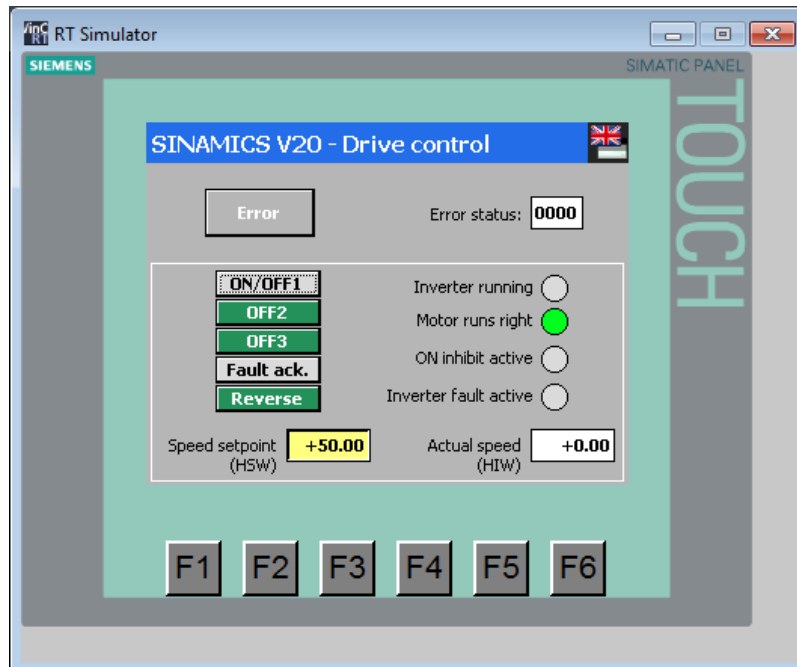 RT Simulator
SIEMENS
SIMATIC PANEL
TOUCH
SINAMICS V20 - Drive control
Error
Error status: 0000
ON/OFF1
OFF2
OFF3
Fault ack.
Reverse
Inverter running
Motor runs right
ON inhibit active
Inverter fault active
Speed setpoint +50.00
(HSW)
Actual speed +0.00
(HIW)
F1 F2 F3 F4 F5 F6